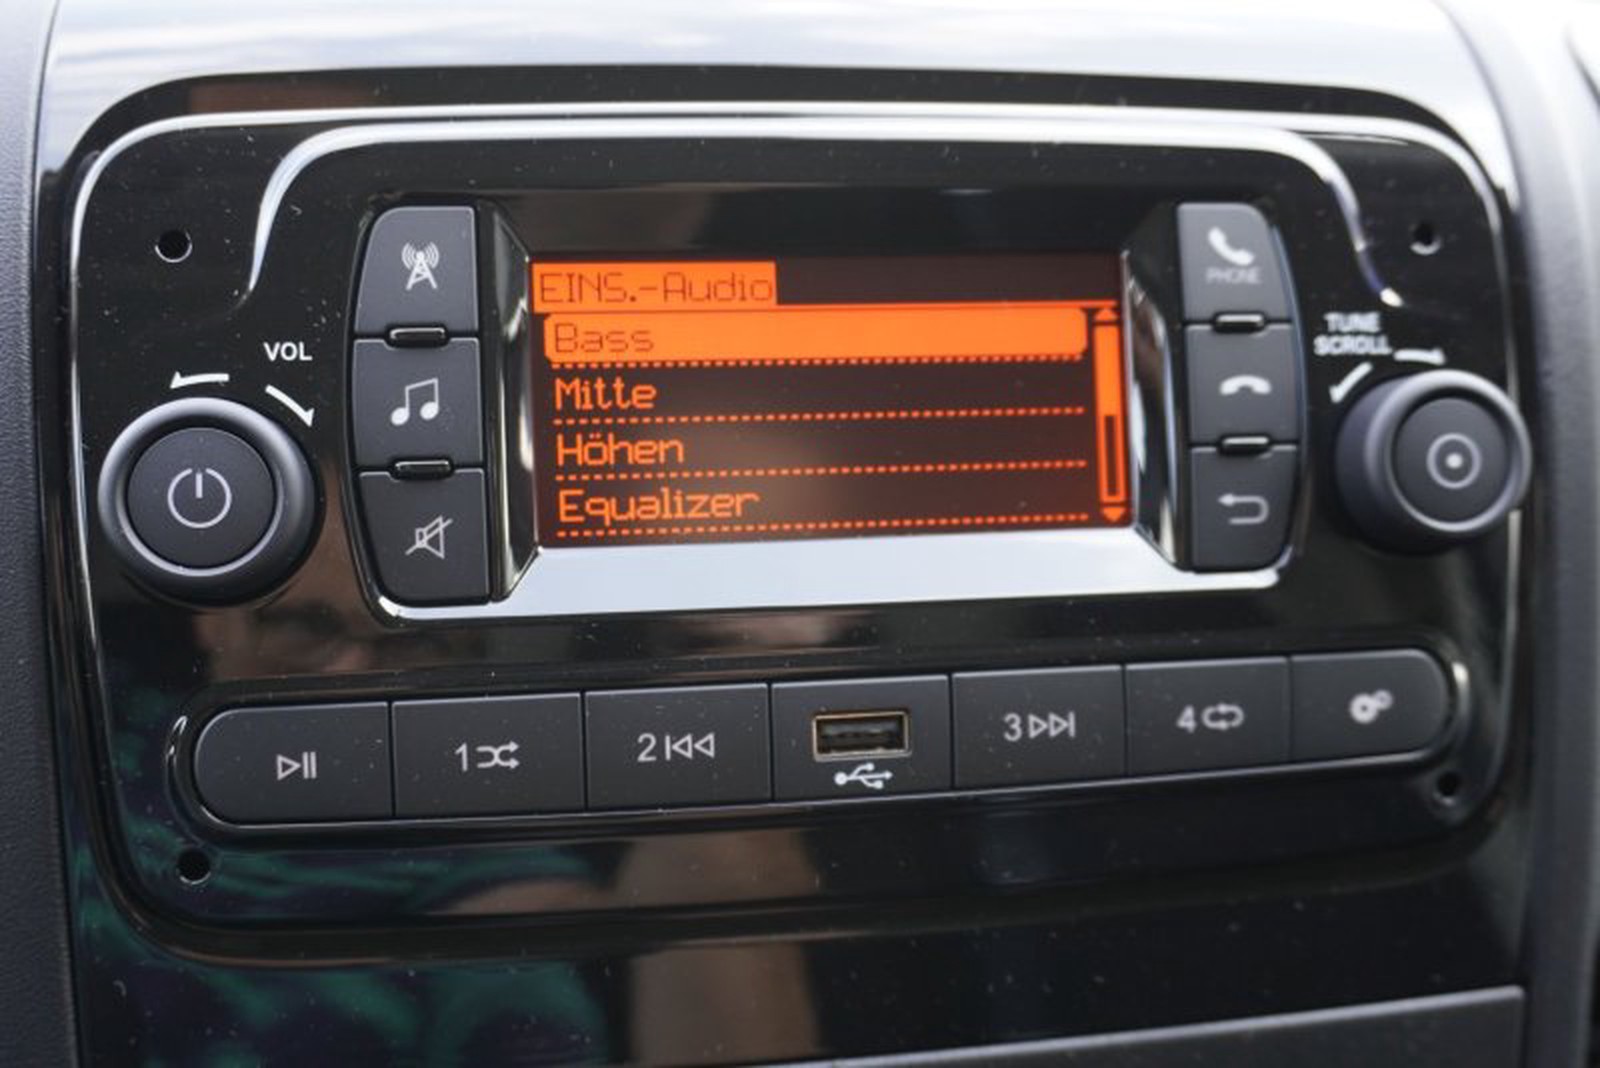 EINS.-Audio
Bass
Mitte
Höhen
Equalizer
VOL
PHONE
TUNE
SCROLL
1
2
3
4